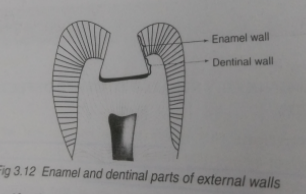 Enamel wall
Dentinal wall
Fig 3.12 Enamel and dentinal parts of external walls